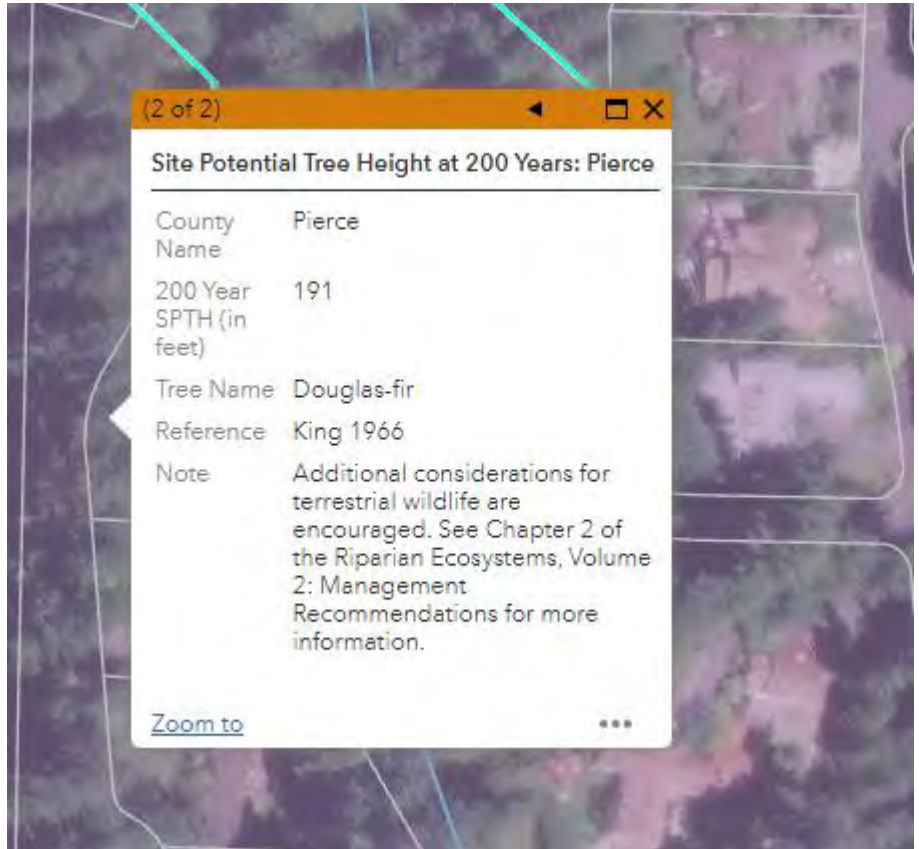 (2 of 2)
Site Potential Tree Height at 200 Years: Pierce
County Name Pierce
200 Year SPTH (in feet) 191
Tree Name Douglas-fir
Reference King 1966
Note Additional considerations for
terrestrial wildlife are
encouraged. See Chapter 2 of
the Riparian Ecosystems, Volume
2: Management
Recommendations for more
information.
Zoom to